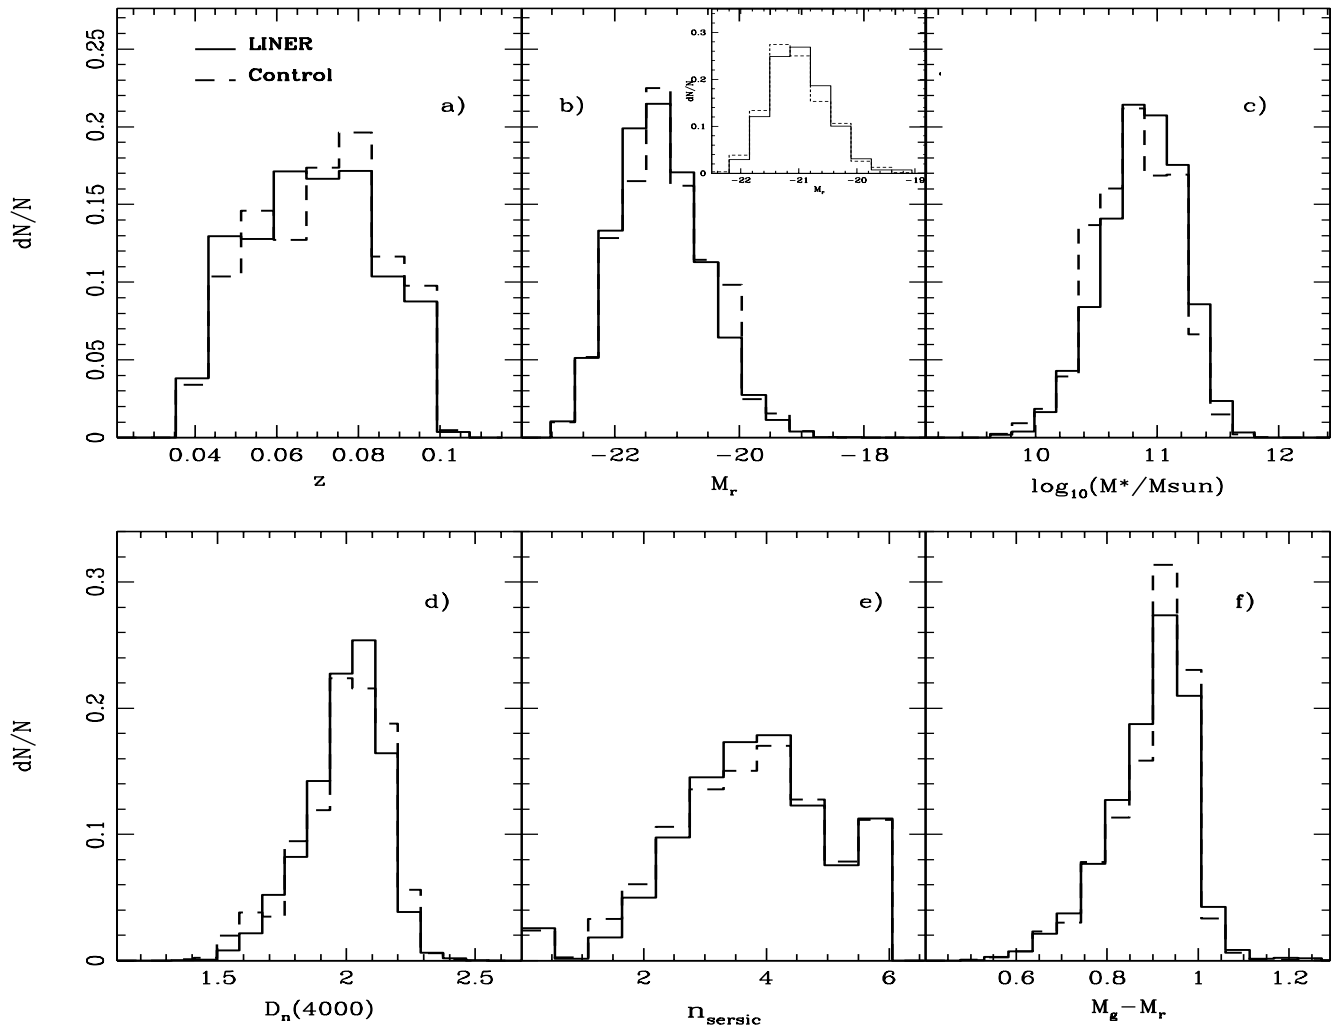 LINER
Control
a)
b)
c)
dN/N
0.25
0.2
0.15
0.1
0.05
0
0.04 0.06 0.08 0.1
z
−22 −20 −18
M_r
dN/N
0.3
0.2
0.1
0
−22 −21 −20 −19
M_r
10 11 12
log10(M*/Msun)
d)
e)
f)
dN/N
0.3
0.2
0.1
0
1.5 2 2.5
D_n(4000)
2 4 6
n_sersic
0.6 0.8 1 1.2
M_g−M_r